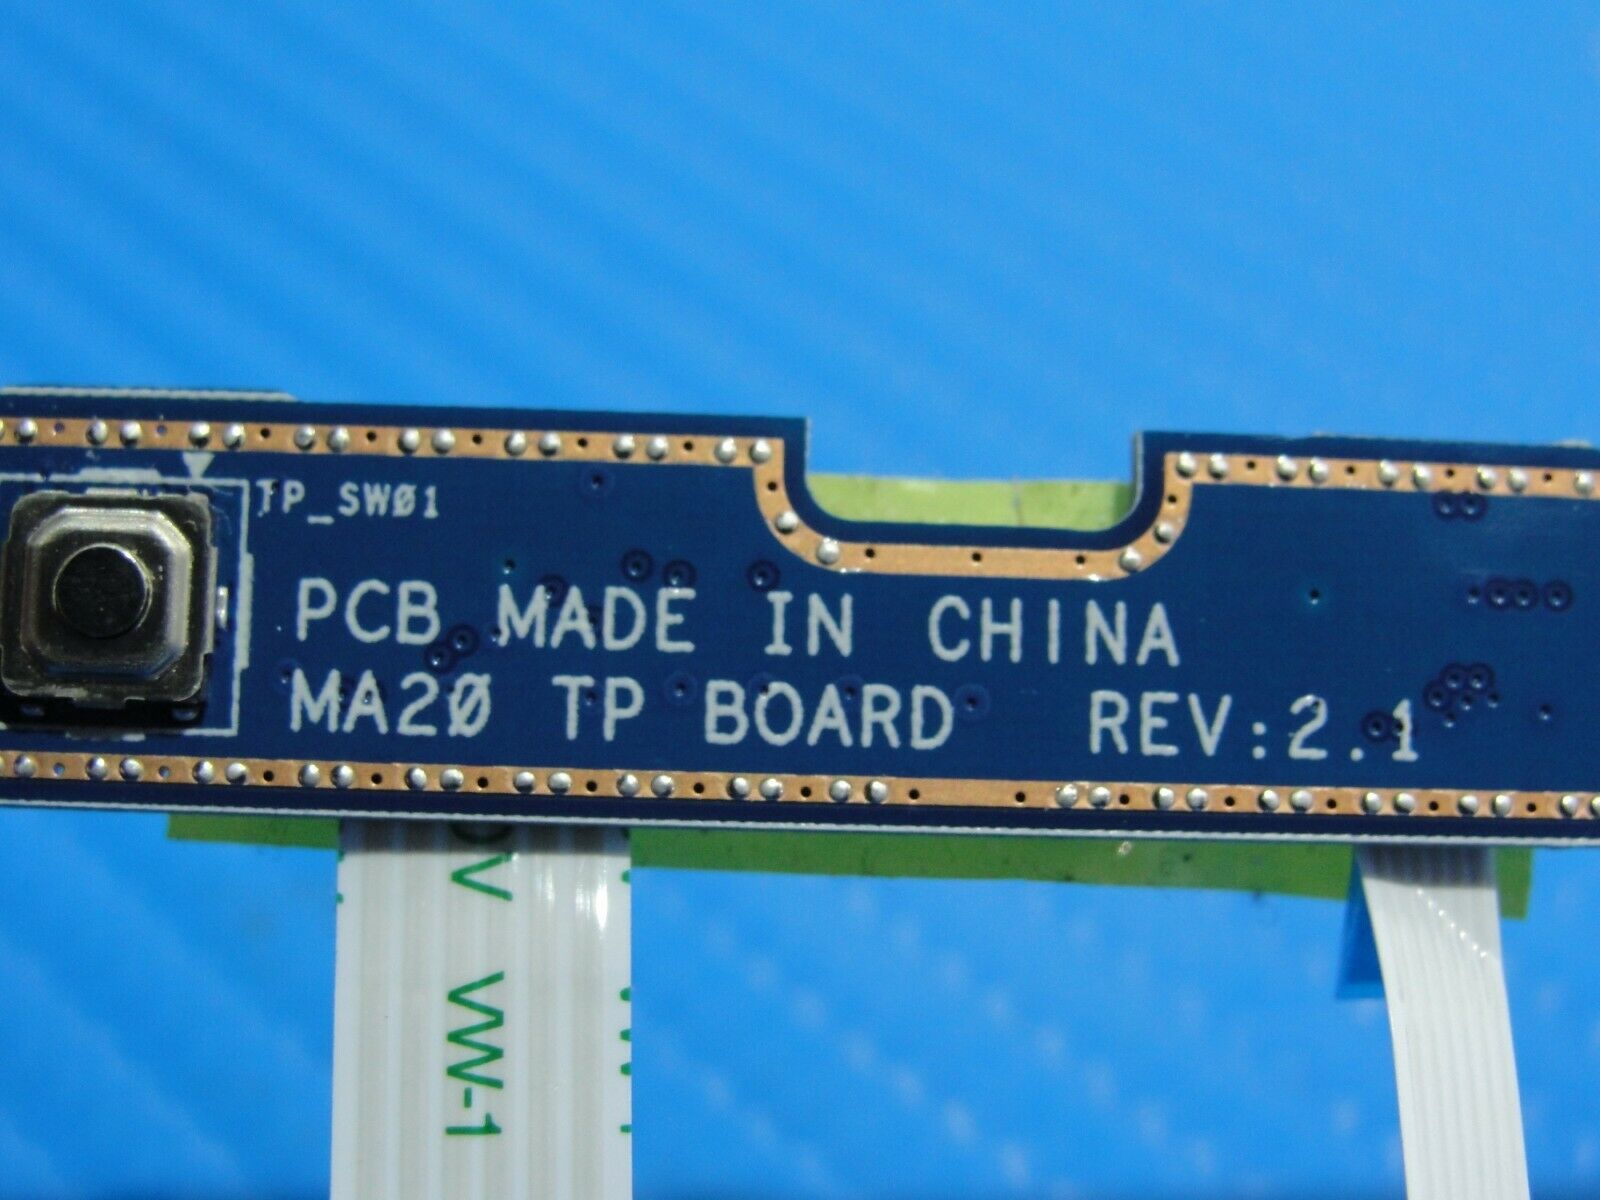 TP_SW01
PCB MADE IN CHINA
MA20 TP BOARD REV:2.1
V VW-1